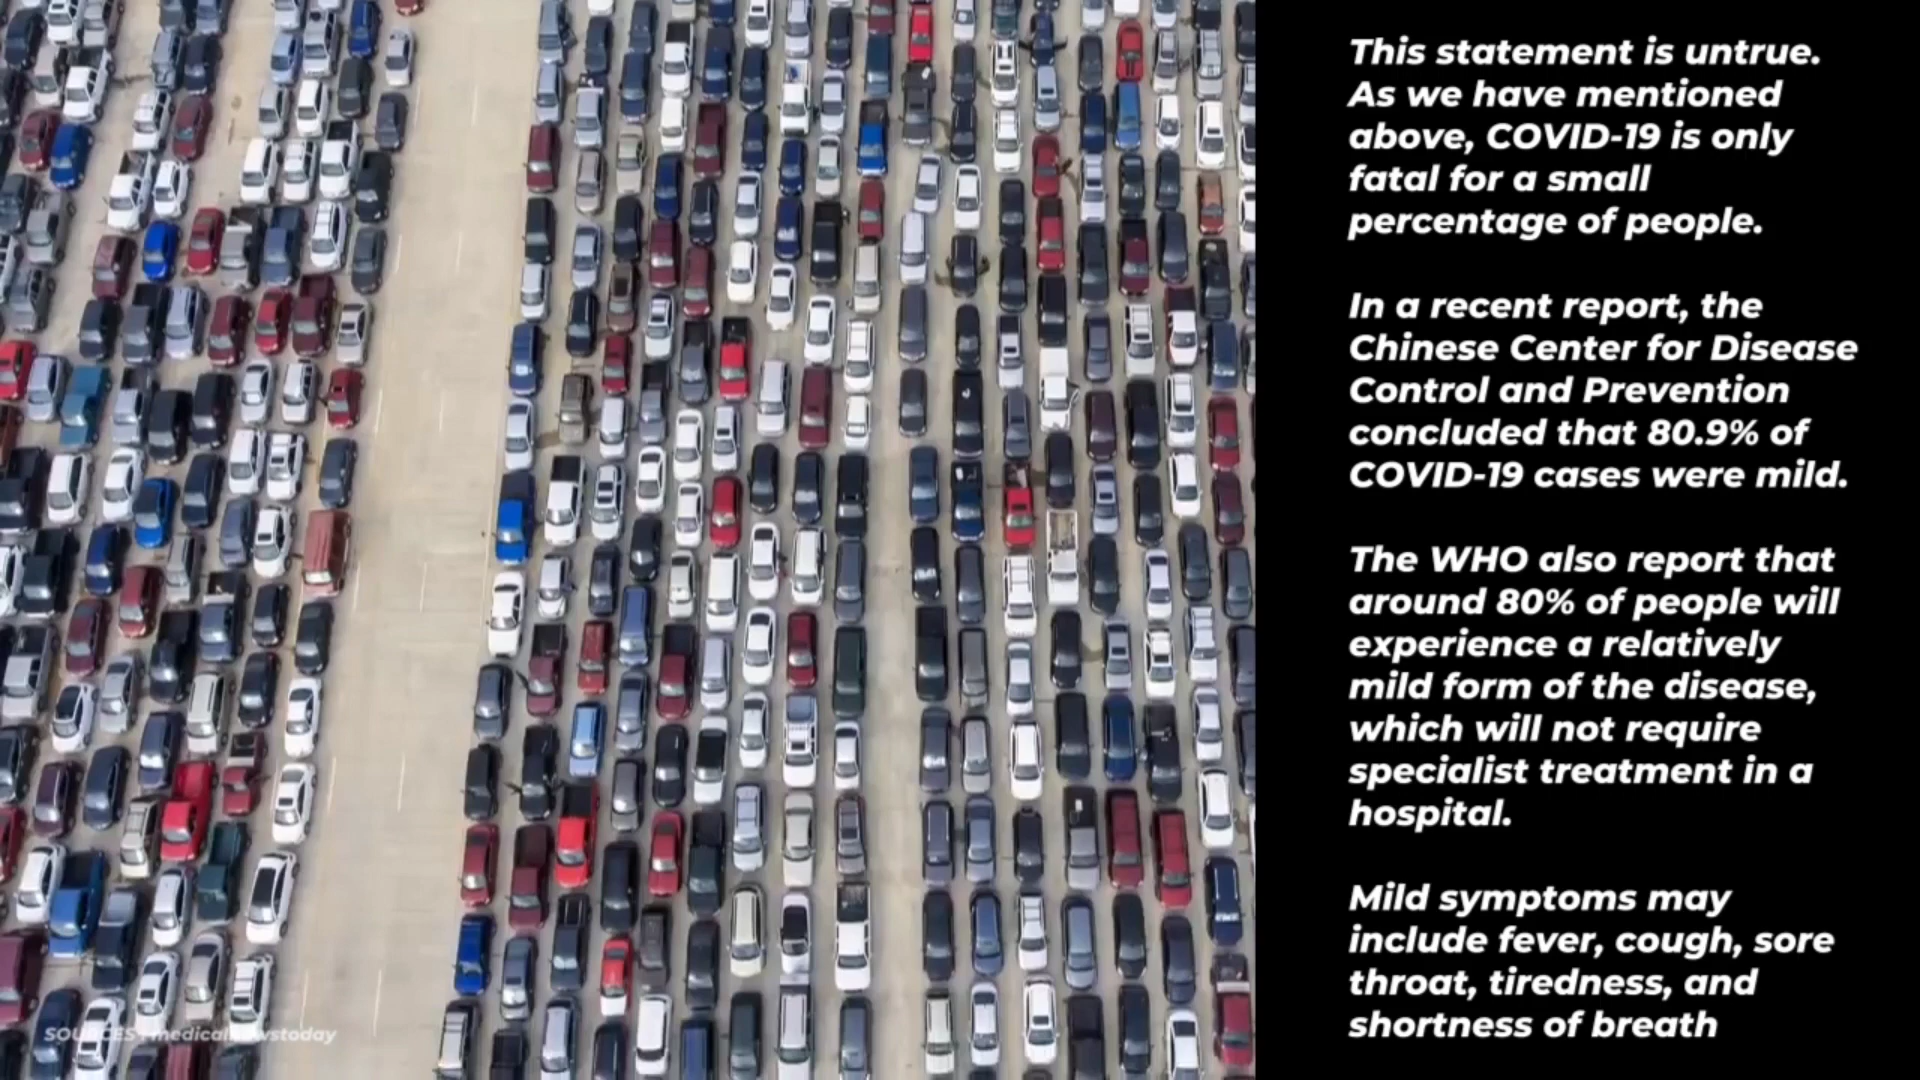 This statement is untrue.
As we have mentioned
above, COVID-19 is only
fatal for a small
percentage of people.
In a recent report, the
Chinese Center for Disease
Control and Prevention
concluded that 80.9% of
COVID-19 cases were mild.
The WHO also report that
around 80% of people will
experience a relatively
mild form of the disease,
which will not require
specialist treatment in a
hospital.
Mild symptoms may
include fever, cough, sore
throat, tiredness, and
shortness of breath
SOURCES : medicalnewstoday